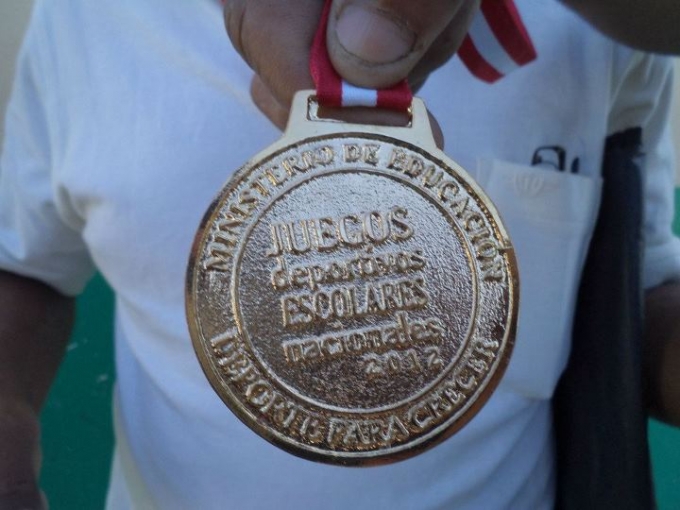 MINISTERIO DE EDUCACIÓN
JUEGOS
deportivos
ESCOLARES
nacionales
2012
DEPORTE PARA CRECER